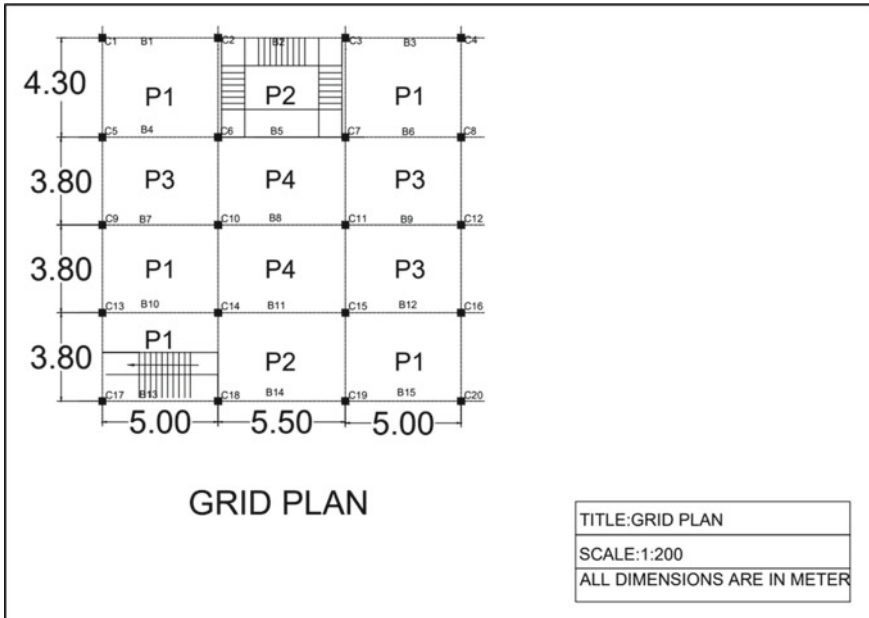 C1 B1 C2 B2 C3 B3 C4
4.30 P1 P2 P1
C5 B4 C6 B5 C7 B6 C8
3.80 P3 P4 P3
C9 B7 C10 B8 C11 B9 C12
3.80 P1 P4 P3
C13 B10 C14 B11 C15 B12 C16
P1
3.80 P2 P1
C17 B13 C18 B14 C19 B15 C20
5.00 5.50 5.00
GRID PLAN
TITLE:GRID PLAN
SCALE:1:200
ALL DIMENSIONS ARE IN METER